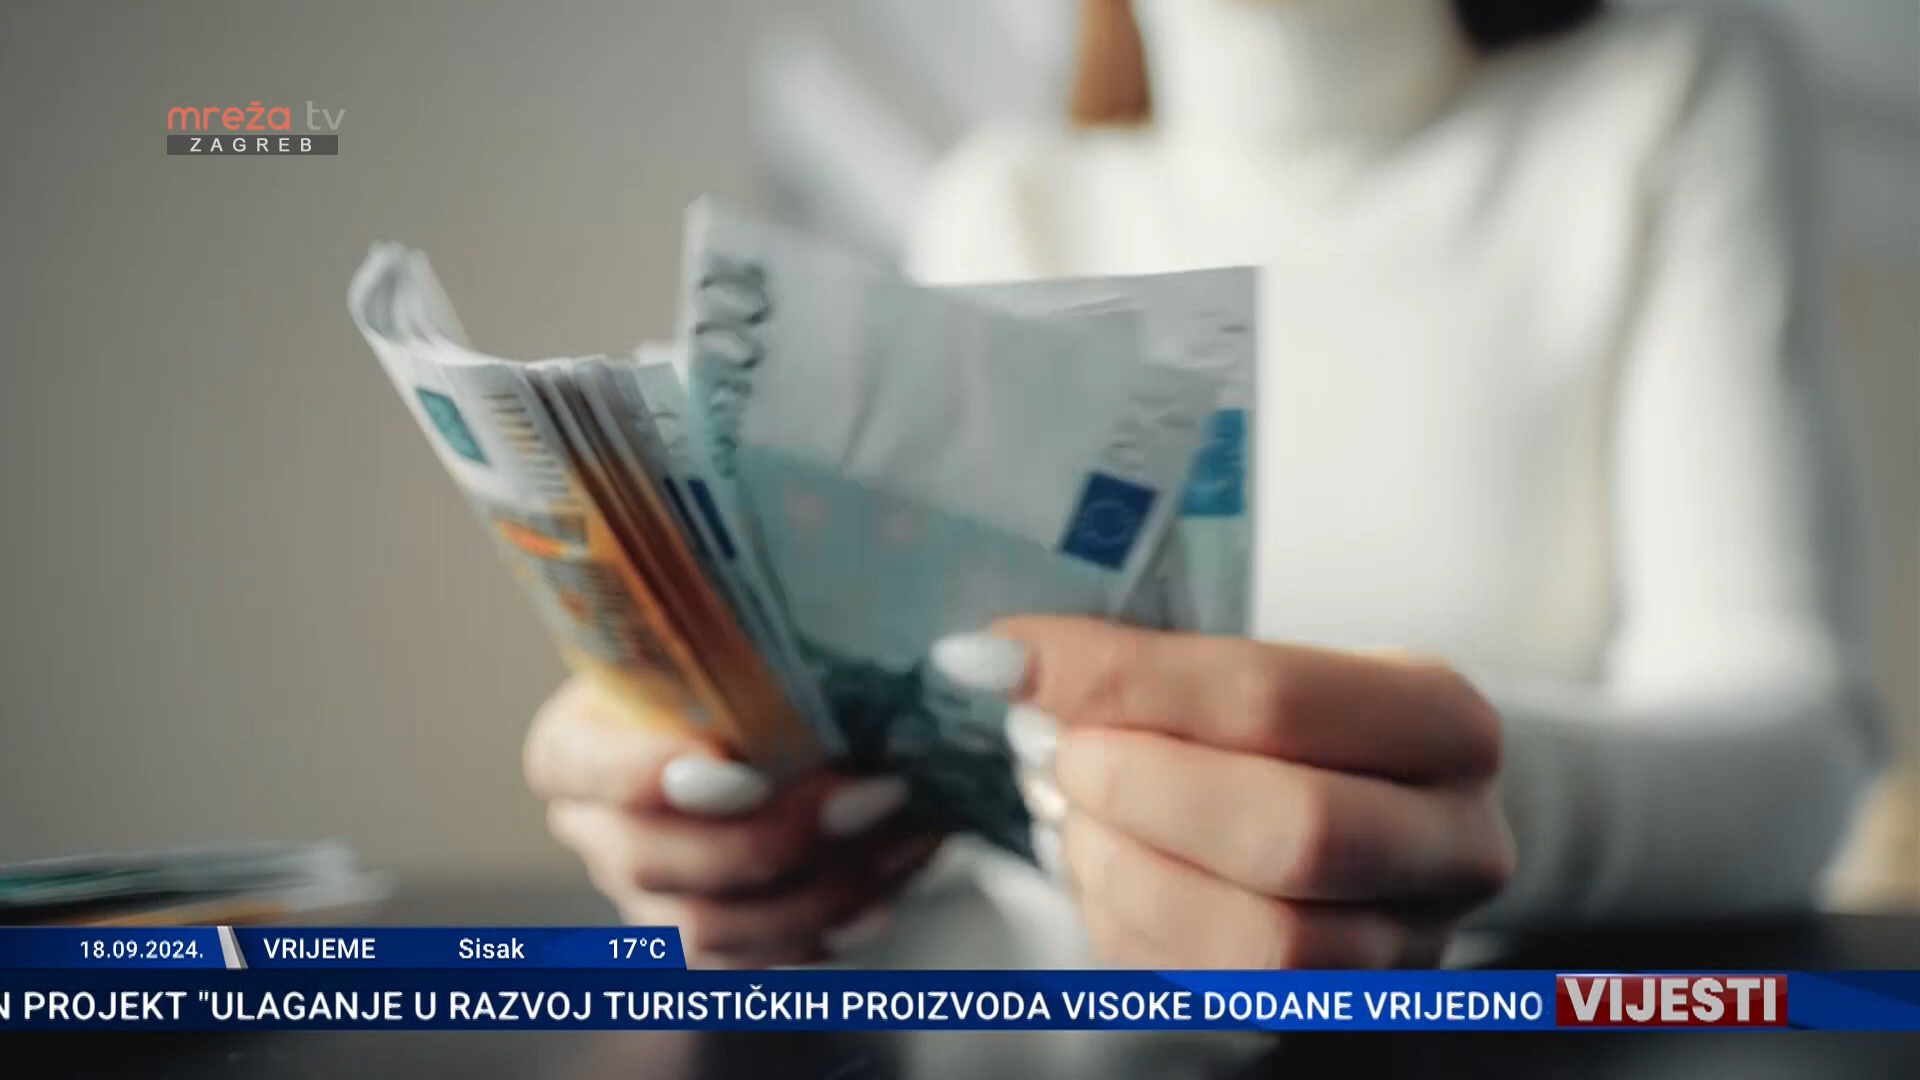 mreža tv
ZAGREB
18.09.2024. VRIJEME Sisak 17°C
N PROJEKT "ULAGANJE U RAZVOJ TURISTIČKIH PROIZVODA VISOKE DODANE VRIJEDNO
VIJESTI